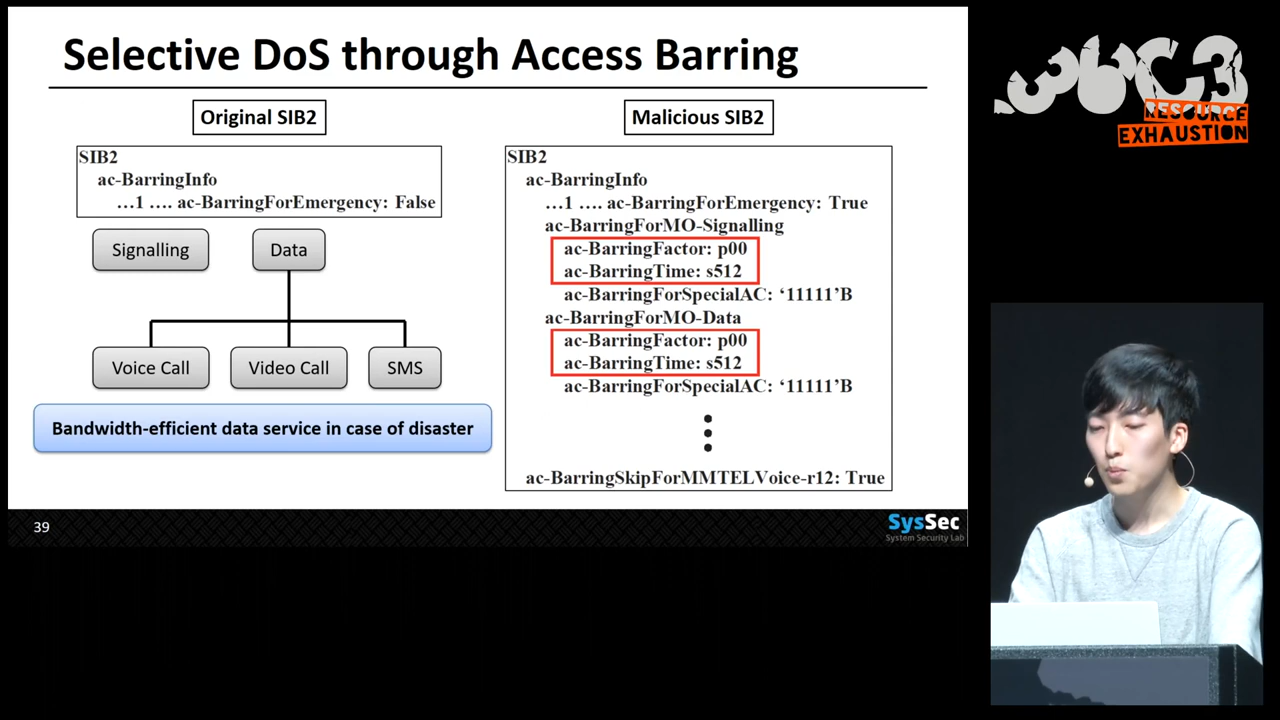 Selective DoS through Access Barring
Original SIB2
SIB2
ac-BarringInfo
...1 .... ac-BarringForEmergency: False
Signalling
Data
Voice Call
Video Call
SMS
Bandwidth-efficient data service in case of disaster
Malicious SIB2
SIB2
ac-BarringInfo
...1 .... ac-BarringForEmergency: True
ac-BarringForMO-Signalling
ac-BarringFactor: p00
ac-BarringTime: s512
ac-BarringForSpecialAC: ‘11111’B
ac-BarringForMO-Data
ac-BarringFactor: p00
ac-BarringTime: s512
ac-BarringForSpecialAC: ‘11111’B
ac-BarringSkipForMMTELVoice-r12: True
39
SysSec
System Security Lab
36C3
RESOURCE
EXHAUSTION